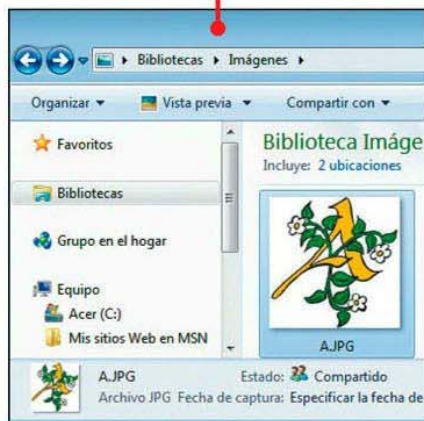 Bibliotecas ▸ Imágenes ▸
Organizar ▾ Vista previa ▾ Compartir con ▾
Favoritos
Bibliotecas
Grupo en el hogar
Equipo
Acer (C:)
Mis sitios Web en MSN
Biblioteca Imáge
Incluye: 2 ubicaciones
A.JPG
A.JPG Estado: Compartido
Archivo JPG Fecha de captura: Especificar la fecha de